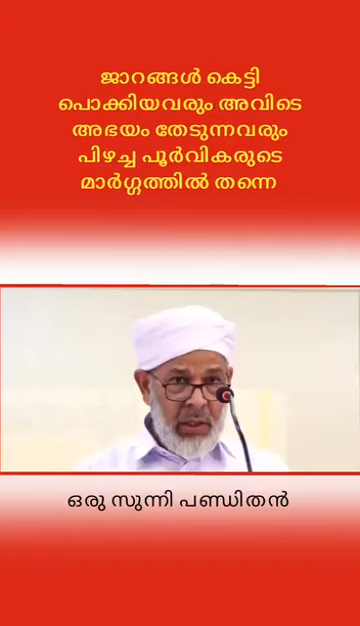 ജാറങ്ങൾ കെട്ടി
പൊക്കിയവരും അവിടെ
അഭയം തേടുന്നവരും
പിഴച്ച പൂർവികരുടെ
മാർഗ്ഗത്തിൽ തന്നെ
ഒരു സുന്നി പണ്ഡിതൻ